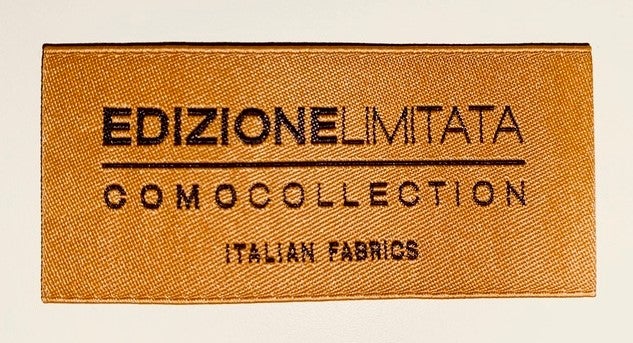 EDIZIONELIMITATA
COMOCOLLECTION
ITALIAN FABRICS